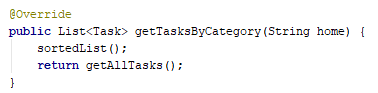 @Override
public List<Task> getTasksByCategory(String home) {
    sortedList();
    return getAllTasks();
}